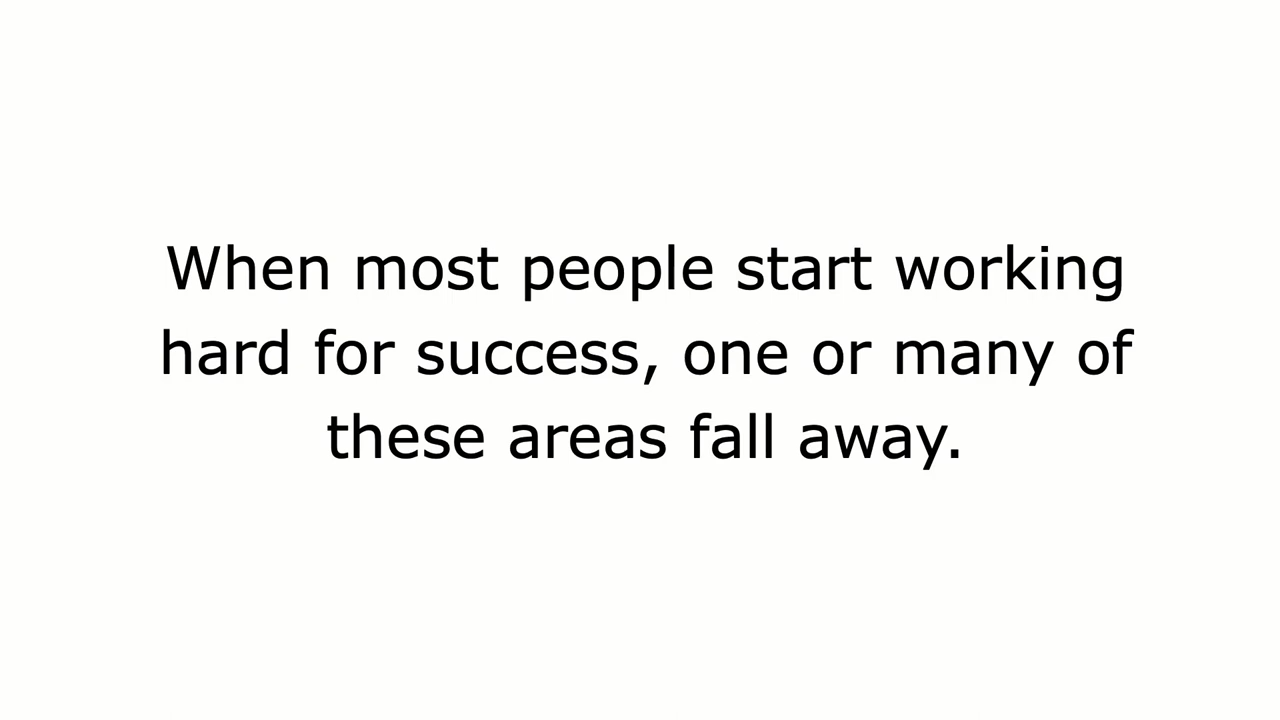 When most people start working
hard for success, one or many of
these areas fall away.